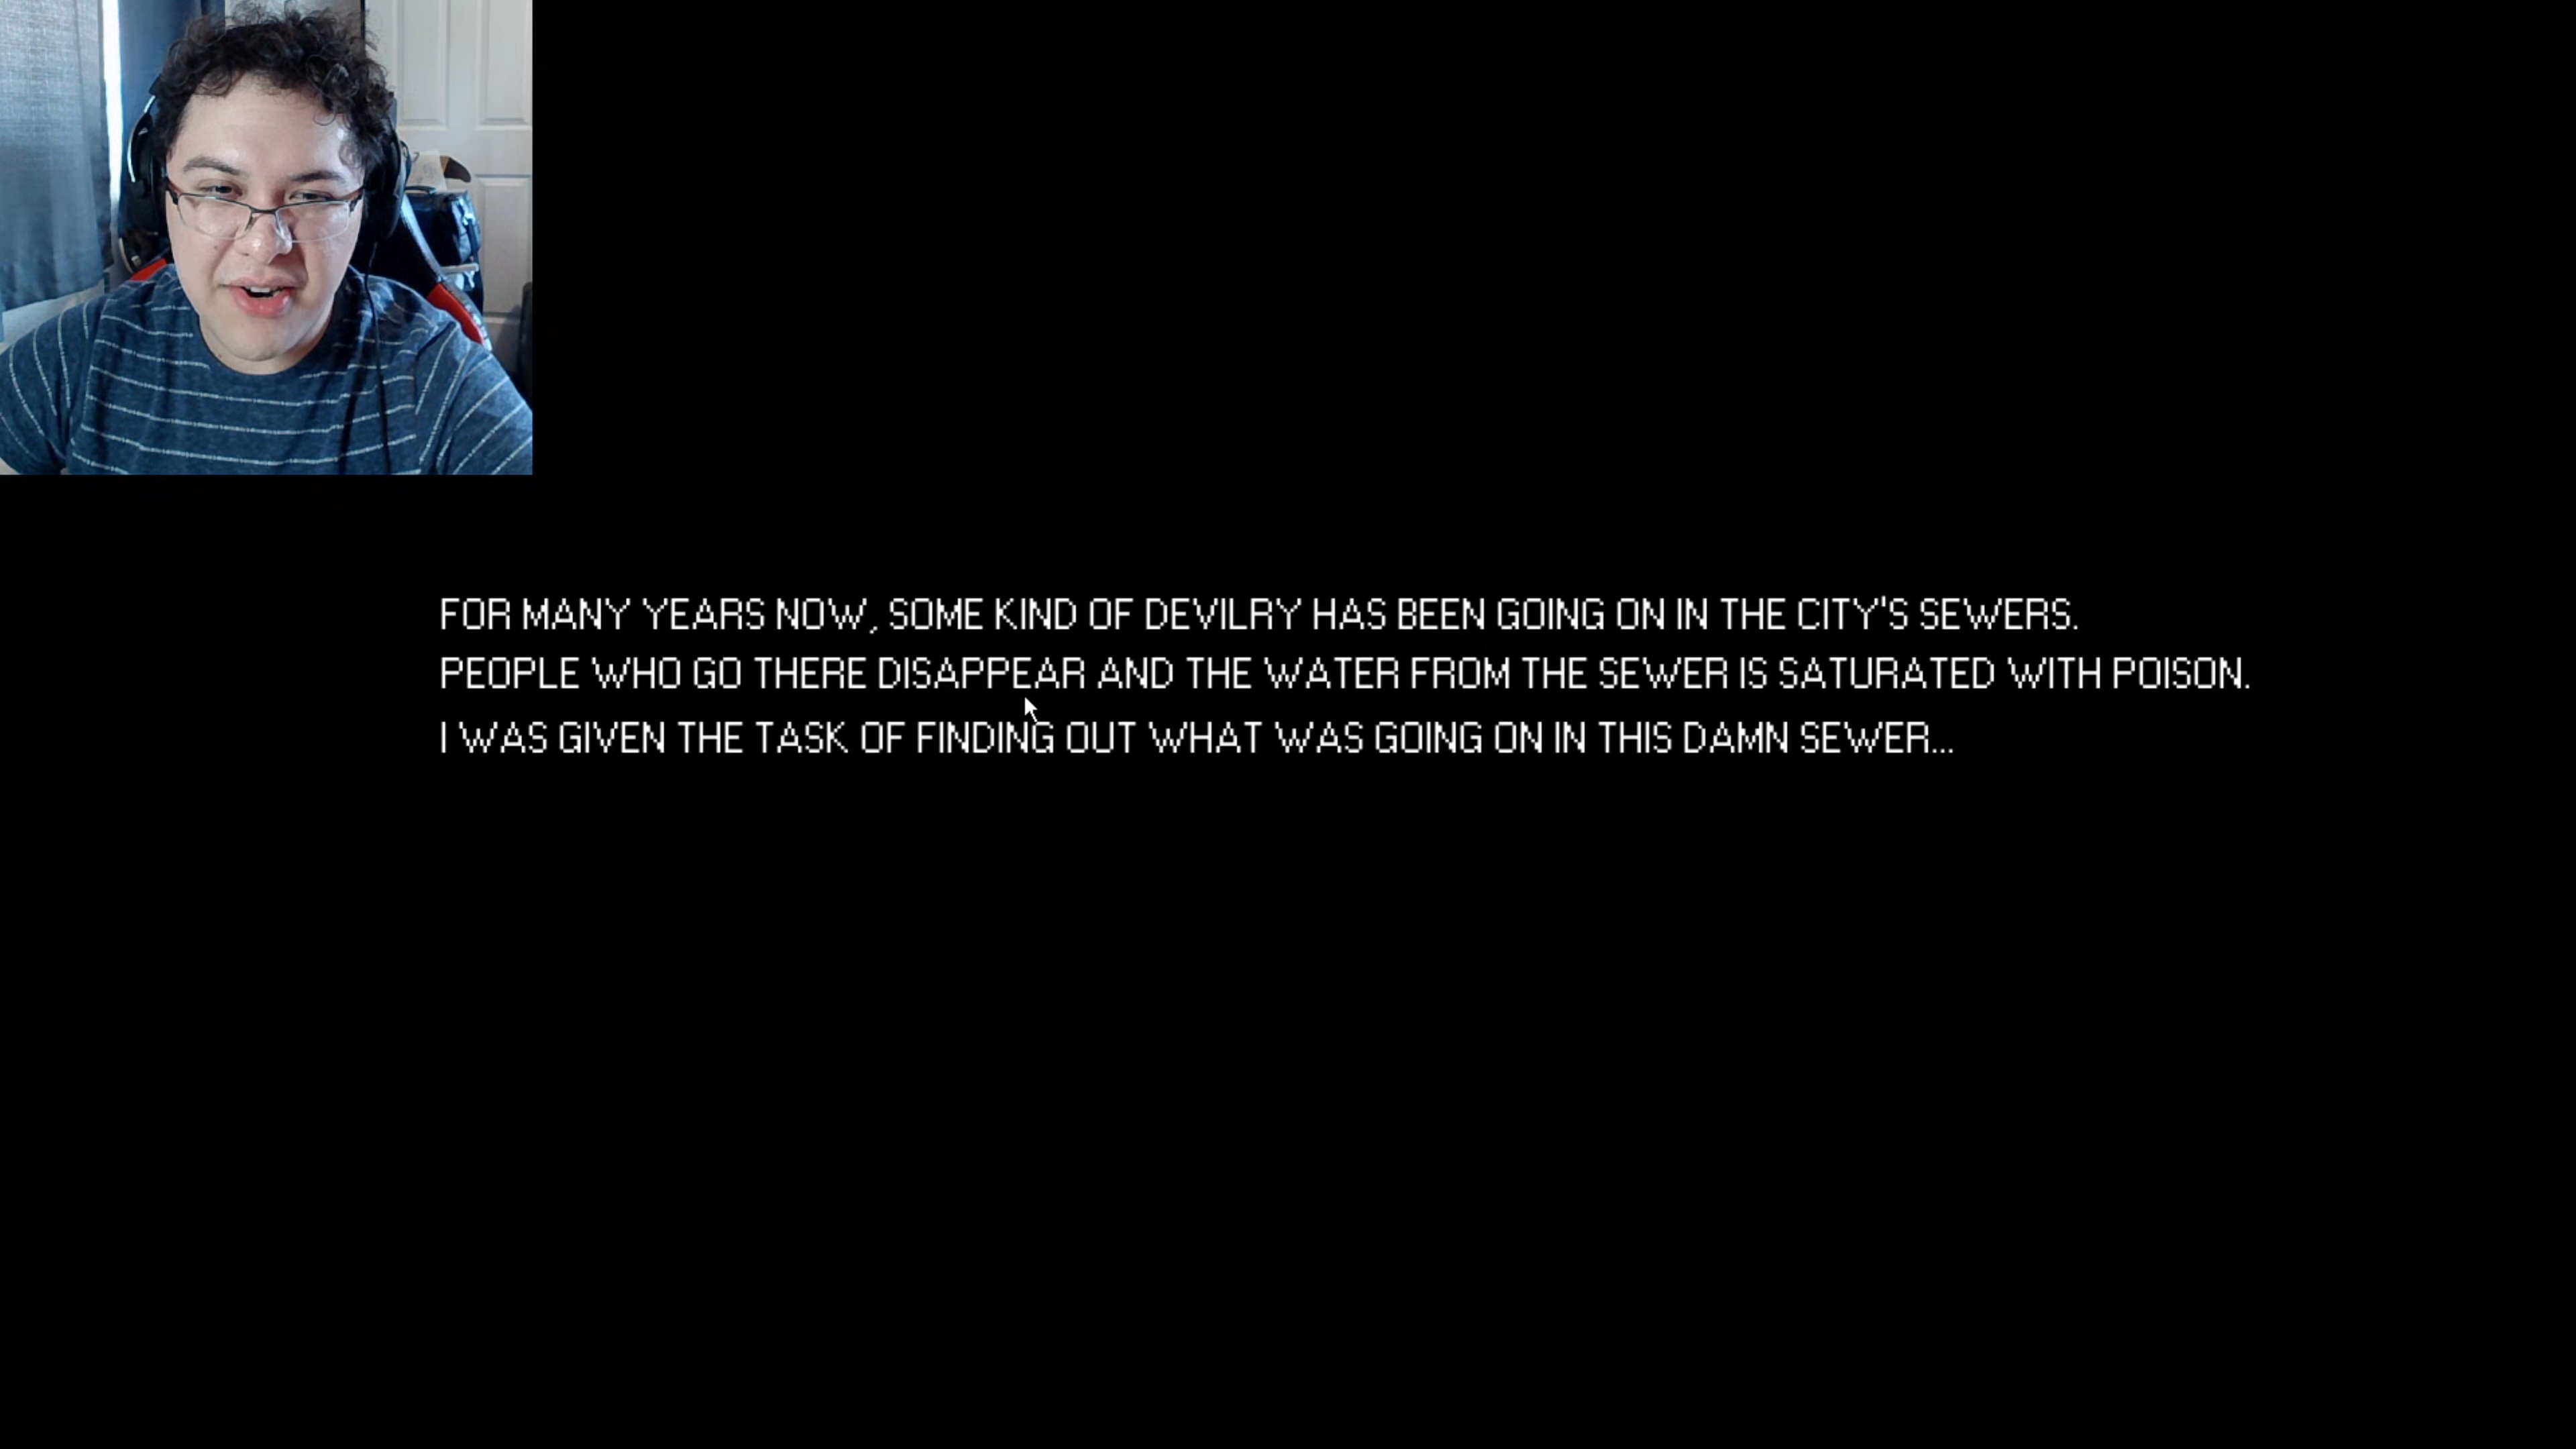 FOR MANY YEARS NOW, SOME KIND OF DEVILRY HAS BEEN GOING ON IN THE CITY'S SEWERS.
PEOPLE WHO GO THERE DISAPPEAR AND THE WATER FROM THE SEWER IS SATURATED WITH POISON.
I WAS GIVEN THE TASK OF FINDING OUT WHAT WAS GOING ON IN THIS DAMN SEWER...